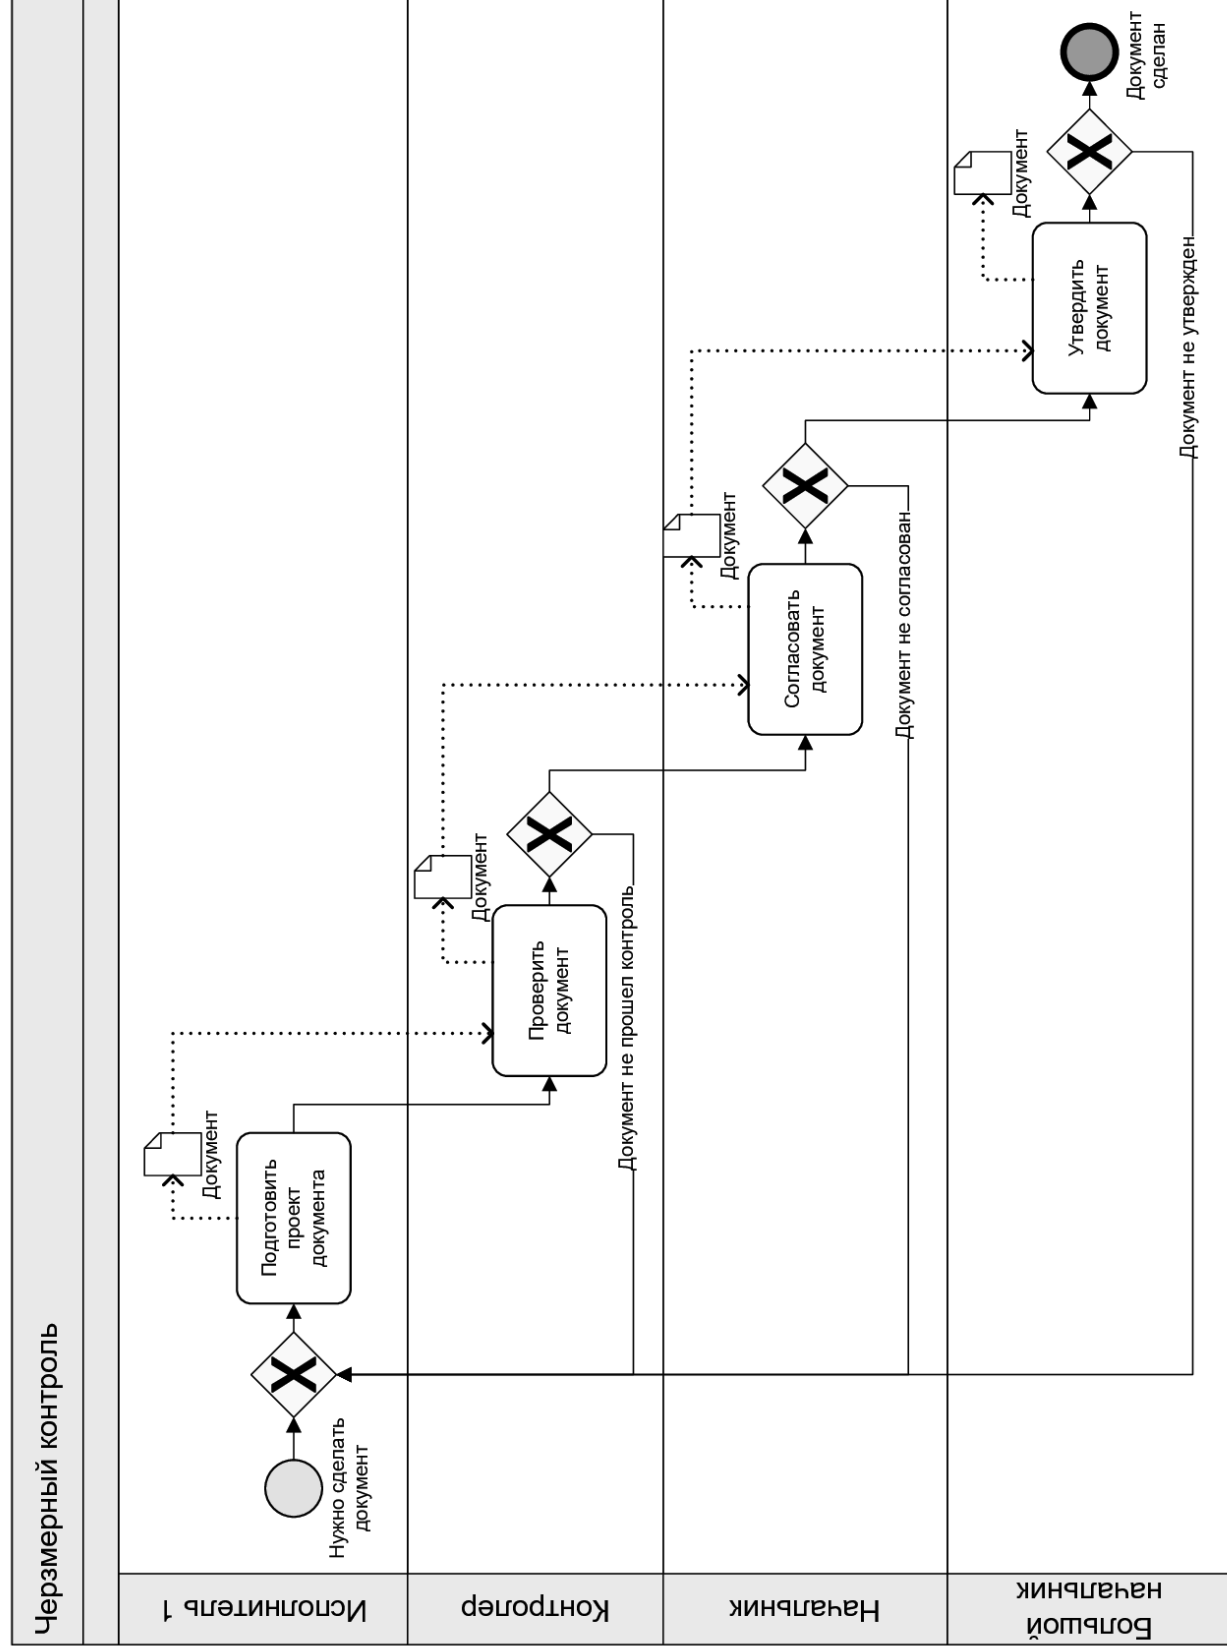 Черзмерный контроль
Исполнитель 1
Нужно сделать
документ
Подготовить
проект
документа
Документ
Контролер
Проверить
документ
Документ
Документ не прошел контроль
Начальник
Согласовать
документ
Документ
Документ не согласован
Большой
начальник
Утвердить
документ
Документ
Документ не утвержден
Документ
сделан